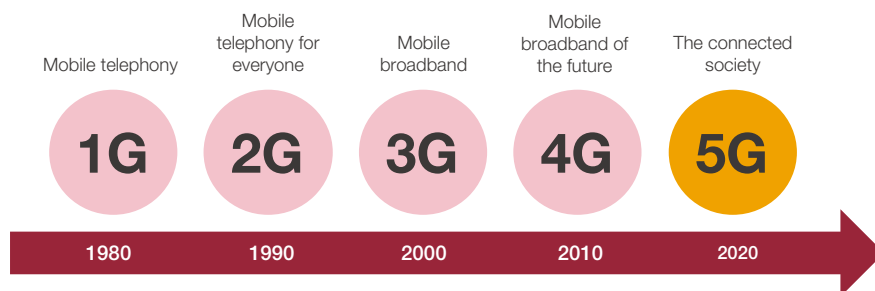 Mobile telephony
Mobile
telephony for
everyone
Mobile
broadband
Mobile
broadband of
the future
The connected
society
1G
2G
3G
4G
5G
1980
1990
2000
2010
2020